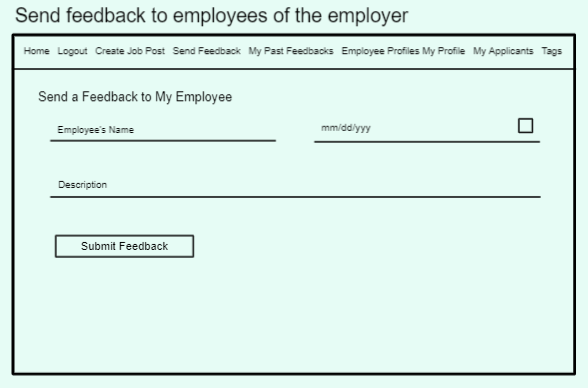 Send feedback to employees of the employer
Home Logout Create Job Post Send Feedback My Past Feedbacks Employee Profiles My Profile My Applicants Tags
Send a Feedback to My Employee
Employee's Name mm/dd/yyy
Description
Submit Feedback